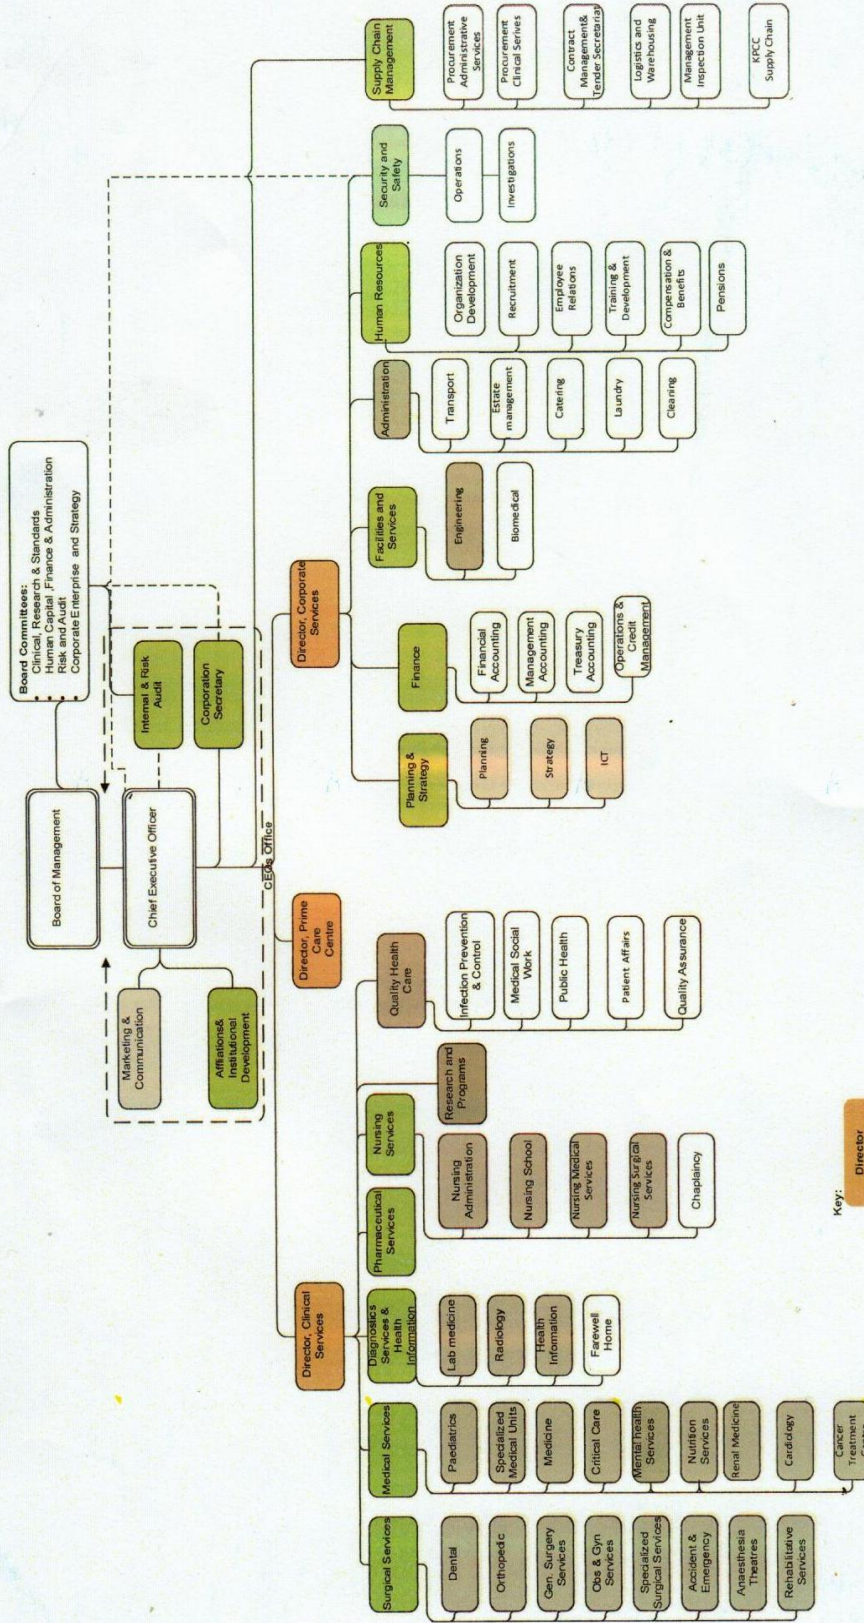 Board of Management
Board Committees:
Clinical, Research & Standards
Human Capital ,Finance & Administration
Risk and Audit
Corporate Enterprise and Strategy
Chief Executive Officer
Marketing &
Communication
Affliations&
Institutional
Development
Internal & Risk
Audit
Corporation
Secretary
CEOs Office
Director, Clinical
Services
Director, Prime
Care
Centre
Director, Corporate
Services
Surgical Services
Dental
Orthopedic
Gen. Surgery
Services
Obs & Gyn
Services
Specialized
Surgical Services
Accident &
Emergency
Anaesthesia
Theatres
Rehabilitative
Services
Medical Services
Paediatrics
Specialized
Medical Units
Medicine
Critical Care
Mental health
Services
Nutrition
Services
Renal Medicine
Cardiology
Cancer
Treatment
Diagnostics
Services &
Health
Information
Lab medicine
Radiology
Health
Information
Farewell
Home
Pharmaceutical
Services
Nursing
Services
Nursing
Administration
Nursing School
Nursing Medical
Services
Nursing Surgical
Services
Chaplaincy
Research and
Programs
Quality Health
Care
Infection Prevention
& Control
Medical Social
Work
Public Health
Patient Affairs
Quality Assurance
Planning &
Strategy
Planning
Strategy
ICT
Finance
Financial
Accounting
Management
Accounting
Treasury
Accounting
Operations &
Credit
Management
Facilities and
Services
Engineering
Biomedical
Administration
Transport
Estate
management
Catering
Laundry
Cleaning
Human Resources
Organization
Development
Recruitment
Employee
Relations
Training &
Development
Compensation &
Benefits
Pensions
Security and
Safety
Operations
Investigations
Supply Chain
Management
Procurement
Administrative
Services
Procurement
Clinical Serives
Contract
Management&
Tender Secretariat
Logistics and
Warehousing
Management
Inspection Unit
KPCC
Supply Chain
Key:
Director